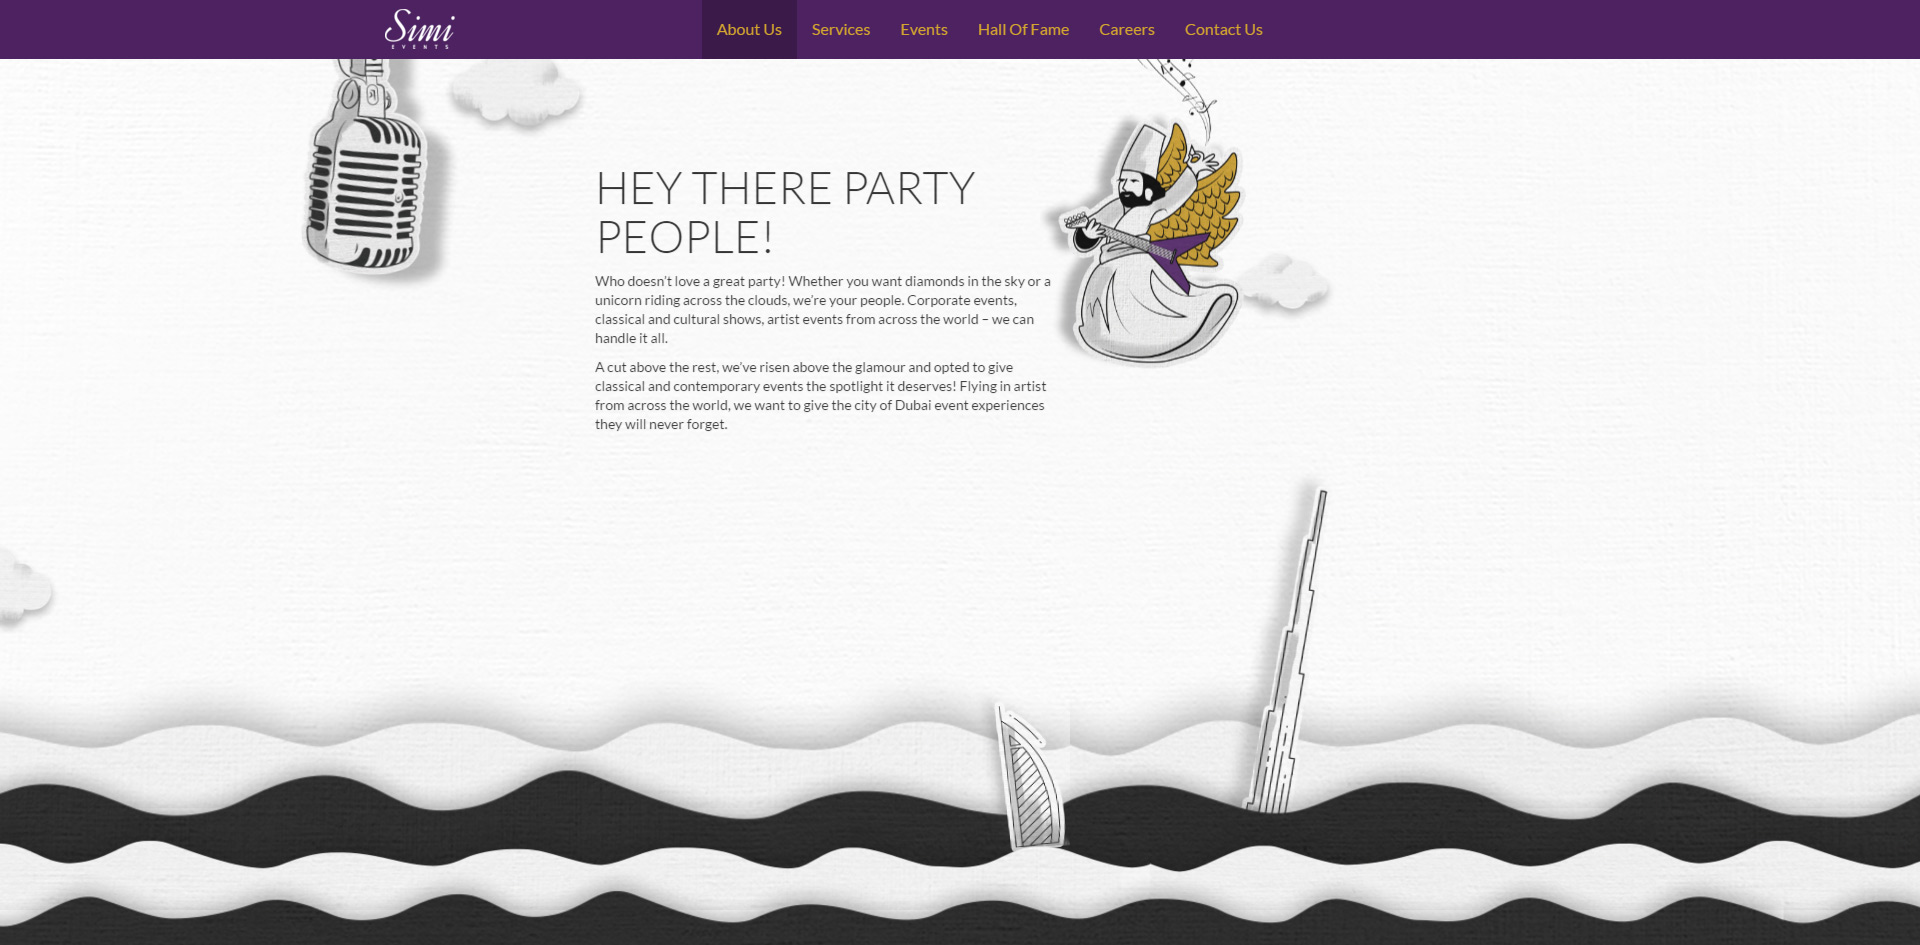 Simi
EVENTS
About Us
Services
Events
Hall Of Fame
Careers
Contact Us
HEY THERE PARTY
PEOPLE!
Who doesn't love a great party! Whether you want diamonds in the sky or a
unicorn riding across the clouds, we're your people. Corporate events,
classical and cultural shows, artist events from across the world – we can
handle it all.
A cut above the rest, we've risen above the glamour and opted to give
classical and contemporary events the spotlight it deserves! Flying in artist
from across the world, we want to give the city of Dubai event experiences
they will never forget.